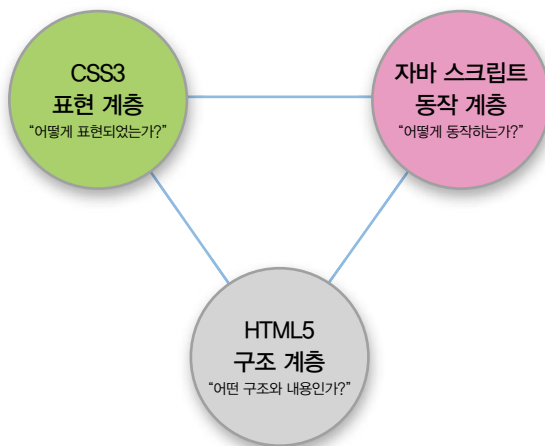 CSS3
표현 계층
“어떻게 표현되었는가?”
자바 스크립트
동작 계층
“어떻게 동작하는가?”
HTML5
구조 계층
“어떤 구조와 내용인가?”